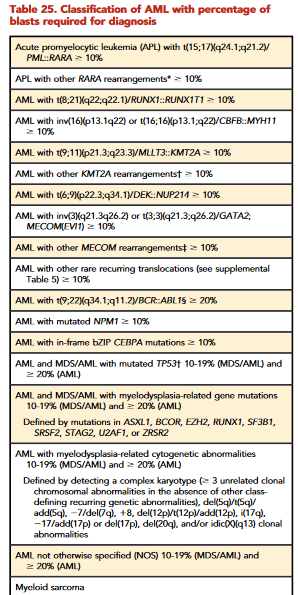 Table 25. Classification of AML with percentage of
blasts required for diagnosis
Acute promyelocytic leukemia (APL) with t(15;17)(q24.1;q21.2)/
PML::RARA ≥ 10%
APL with other RARA rearrangements* ≥ 10%
AML with t(8;21)(q22;q22.1)/RUNX1::RUNX1T1 ≥ 10%
AML with inv(16)(p13.1q22) or t(16;16)(p13.1;q22)/CBFB::MYH11
≥ 10%
AML with t(9;11)(p21.3;q23.3)/MLLT3::KMT2A ≥ 10%
AML with other KMT2A rearrangements† ≥ 10%
AML with t(6;9)(p22.3;q34.1)/DEK::NUP214 ≥ 10%
AML with inv(3)(q21.3q26.2) or t(3;3)(q21.3;q26.2)/GATA2;
MECOM(EVI1) ≥ 10%
AML with other MECOM rearrangements‡ ≥ 10%
AML with other rare recurring translocations (see supplemental
Table 5) ≥ 10%
AML with t(9;22)(q34.1;q11.2)/BCR::ABL1§ ≥ 20%
AML with mutated NPM1 ≥ 10%
AML with in-frame bZIP CEBPA mutations ≥ 10%
AML and MDS/AML with mutated TP53† 10-19% (MDS/AML) and
≥ 20% (AML)
AML and MDS/AML with myelodysplasia-related gene mutations
10-19% (MDS/AML) and ≥ 20% (AML)
Defined by mutations in ASXL1, BCOR, EZH2, RUNX1, SF3B1,
SRSF2, STAG2, U2AF1, or ZRSR2
AML with myelodysplasia-related cytogenetic abnormalities
10-19% (MDS/AML) and ≥ 20% (AML)
Defined by detecting a complex karyotype (≥ 3 unrelated clonal
chromosomal abnormalities in the absence of other class-
defining recurring genetic abnormalities), del(5q)/t(5q)/
add(5q), −7/del(7q), +8, del(12p)/t(12p)/add(12p), i(17q),
−17/add(17p) or del(17p), del(20q), and/or idic(X)(q13) clonal
abnormalities
AML not otherwise specified (NOS) 10-19% (MDS/AML) and
≥ 20% (AML)
Myeloid sarcoma